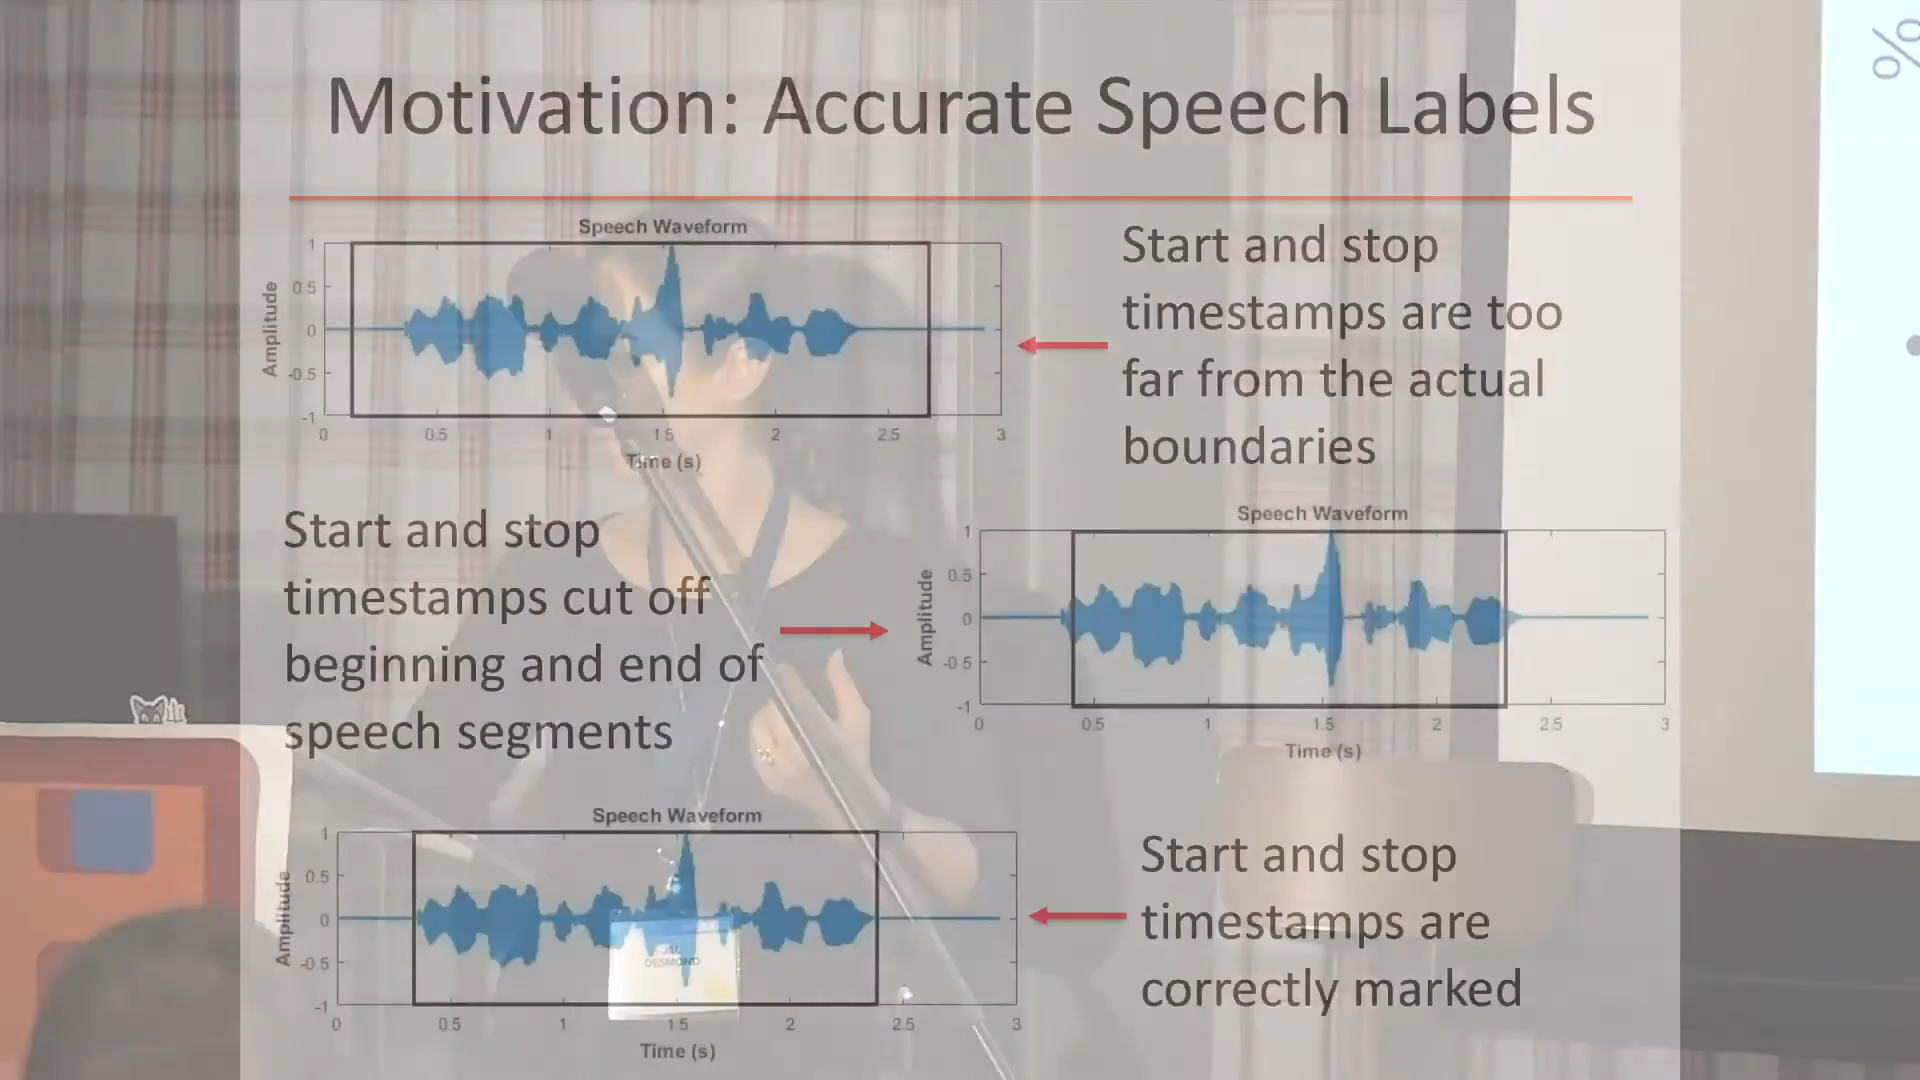 %
Motivation: Accurate Speech Labels
Speech Waveform
1
0.5
0
-0.5
-1
Amplitude
0
0.5
1
1.5
2
2.5
3
Time (s)
Start and stop
timestamps are too
far from the actual
boundaries
Start and stop
timestamps cut off
beginning and end of
speech segments
Speech Waveform
1
0.5
0
-0.5
-1
Amplitude
0
0.5
1
1.5
2
2.5
3
Time (s)
Speech Waveform
1
0.5
0
-0.5
-1
Amplitude
0
0.5
1
1.5
2
2.5
3
Time (s)
Start and stop
timestamps are
correctly marked
DESMOND